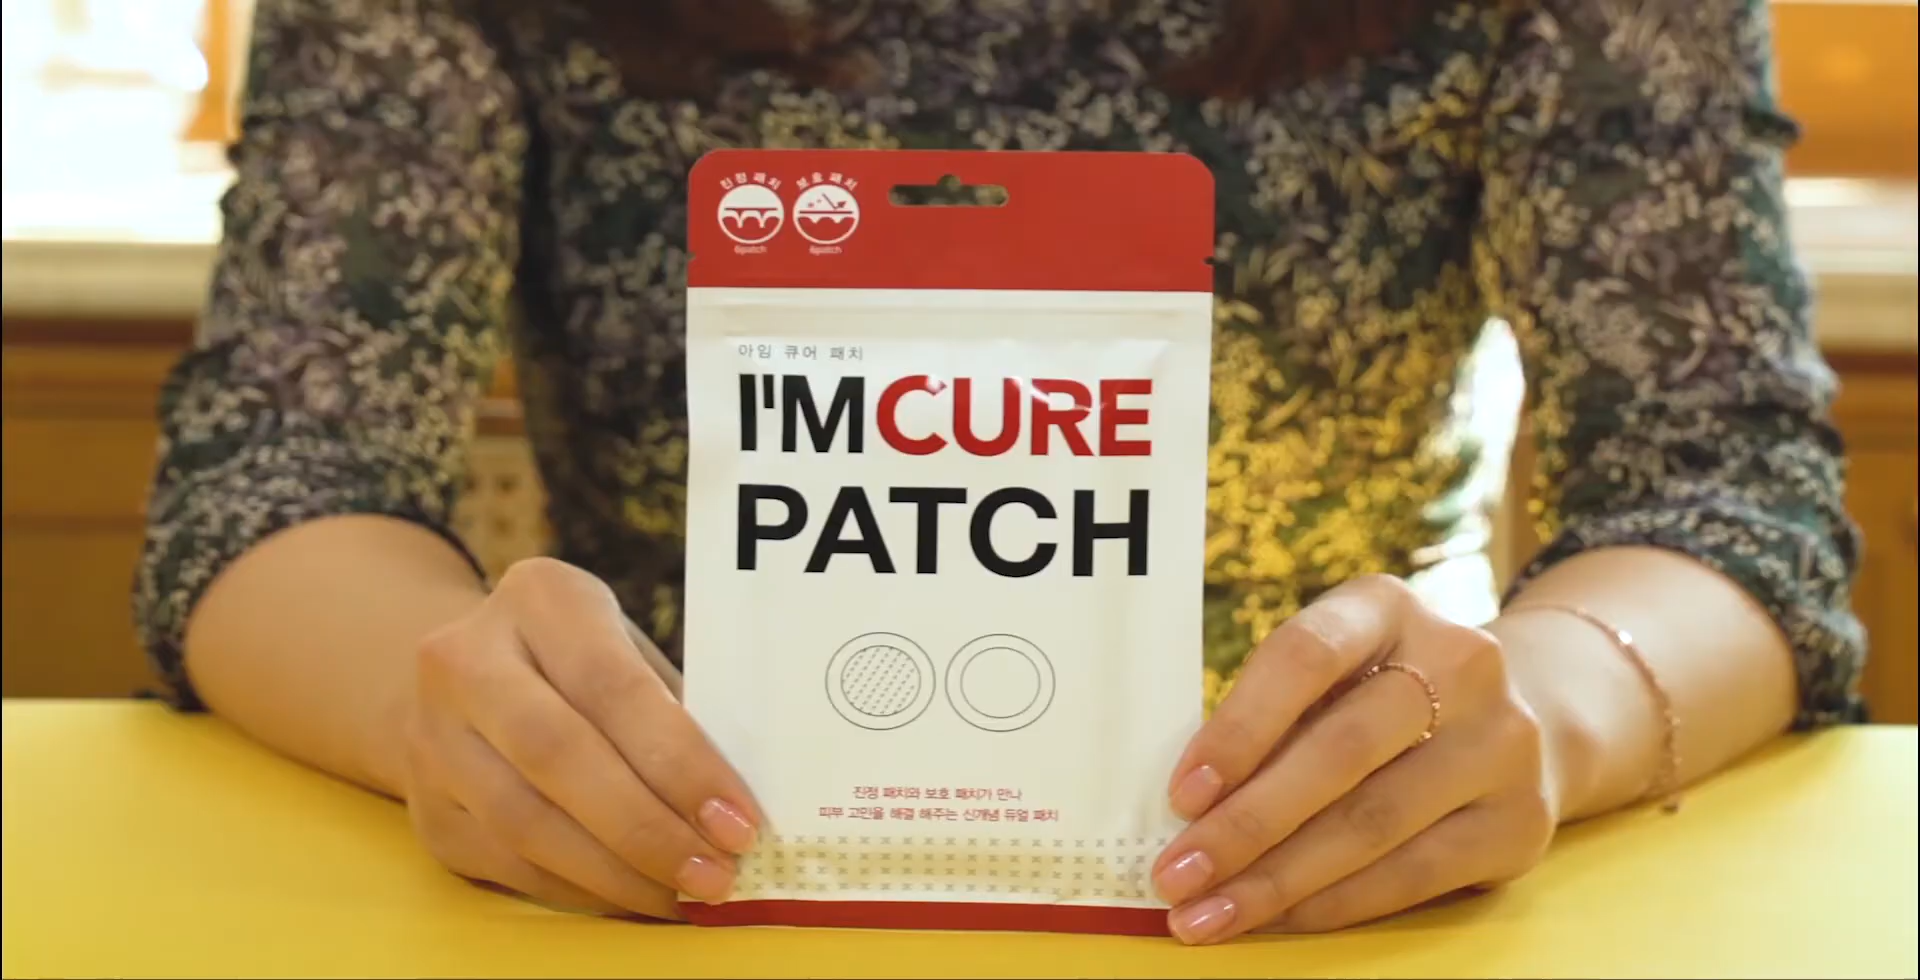 진정 패치 보호 패치
6patch 6patch
아임 큐어 패치
I'M CURE
PATCH
진정 패치와 보호 패치가 만나
피부 고민을 해결 해주는 신개념 듀얼 패치